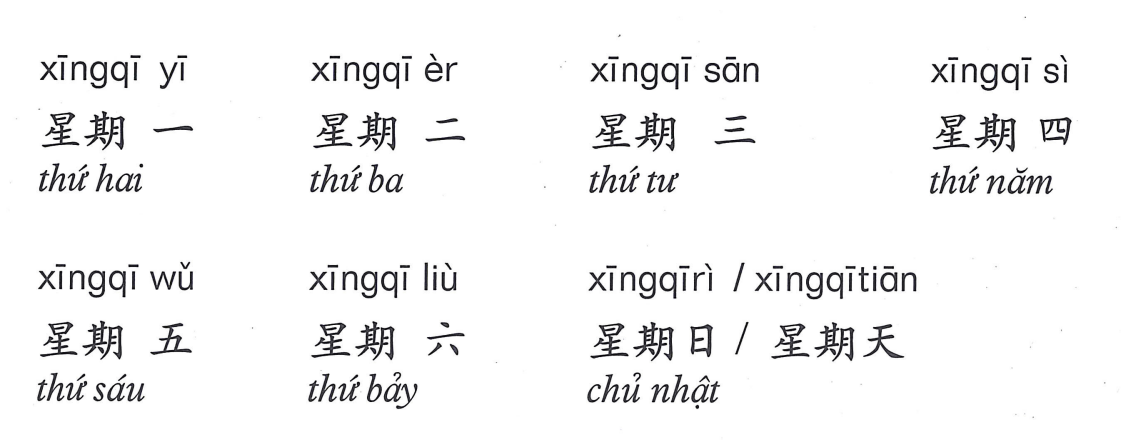 xīngqī yī xīngqī èr xīngqī sān xīngqī sì
星期 一 星期 二 星期 三 星期 四
thứ hai thứ ba thứ tư thứ năm
xīngqī wǔ xīngqī liù xīngqīrì / xīngqītiān
星期 五 星期 六 星期日 / 星期天
thứ sáu thứ bảy chủ nhật